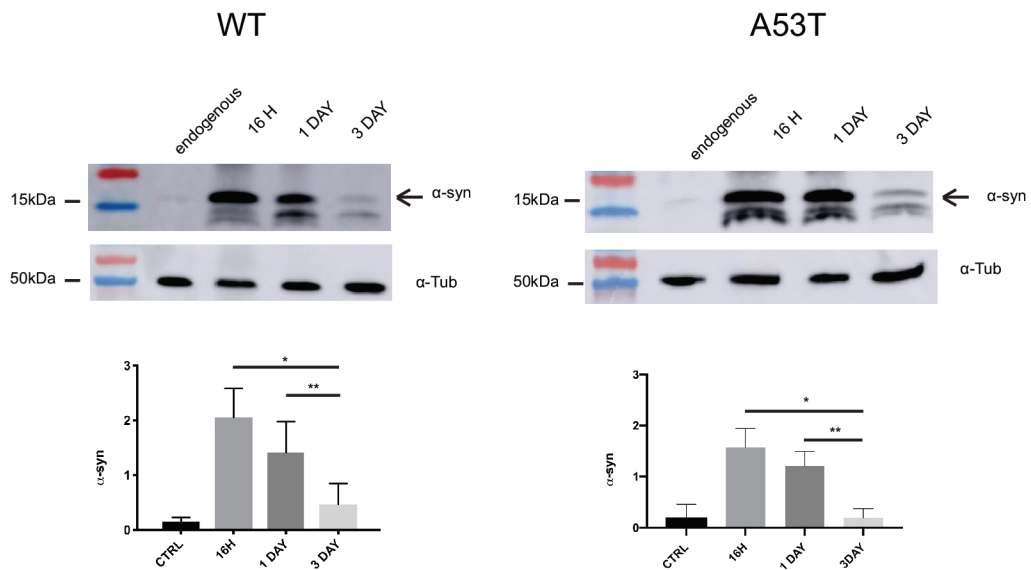 WT
endogenous
16 H
1 DAY
3 DAY
15kDa
α-syn
50kDa
α-Tub
3
2
1
0
α-syn
*
**
CTRL
16H
1 DAY
3 DAY
A53T
endogenous
16 H
1 DAY
3 DAY
15kDa
α-syn
50kDa
α-Tub
3
2
1
0
α-syn
*
**
CTRL
16H
1 DAY
3DAY